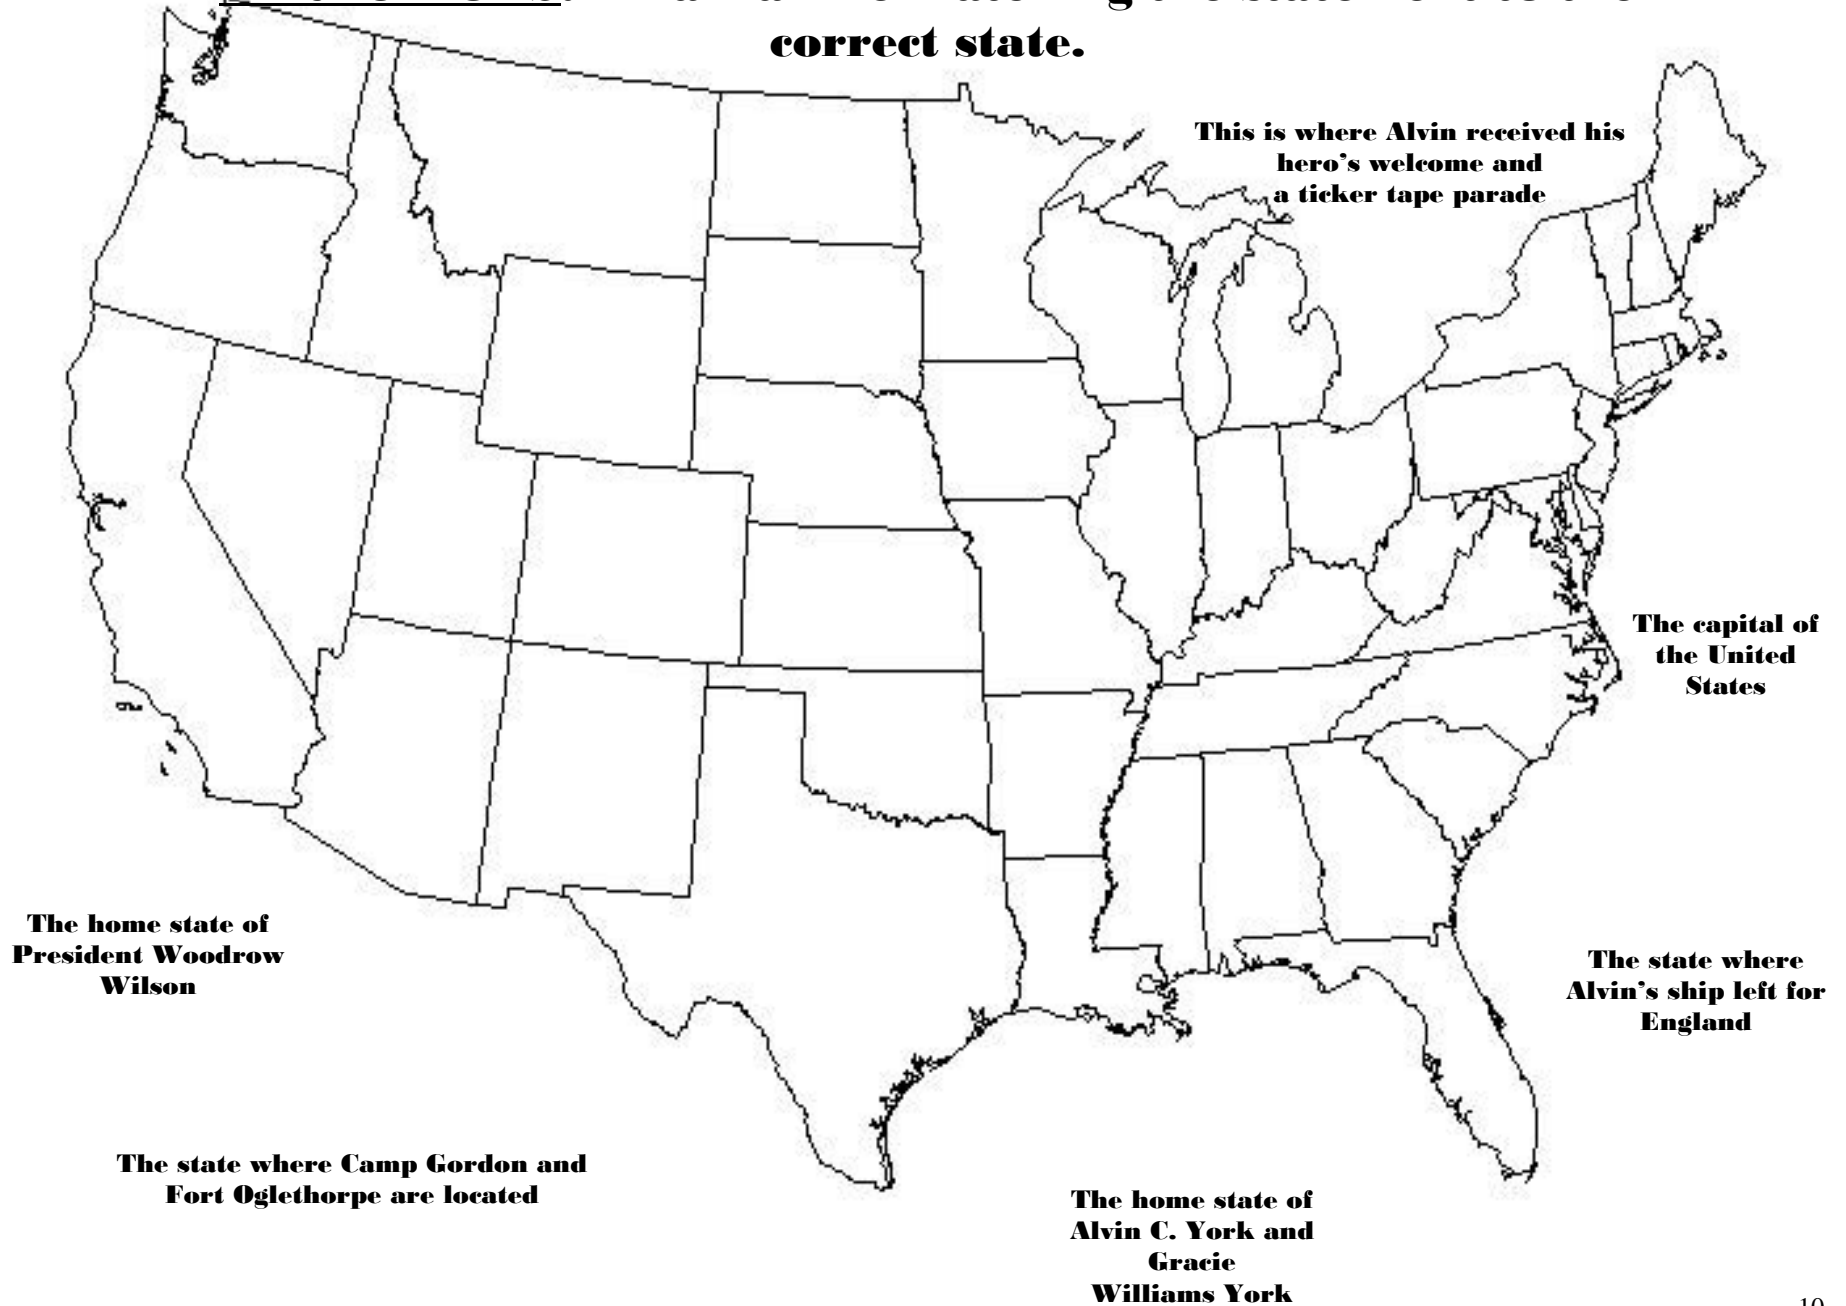 correct state.
This is where Alvin received his
hero's welcome and
a ticker tape parade
The capital of
the United
States
The home state of
President Woodrow
Wilson
The state where
Alvin's ship left for
England
The state where Camp Gordon and
Fort Oglethorpe are located
The home state of
Alvin C. York and
Gracie
Williams York
10